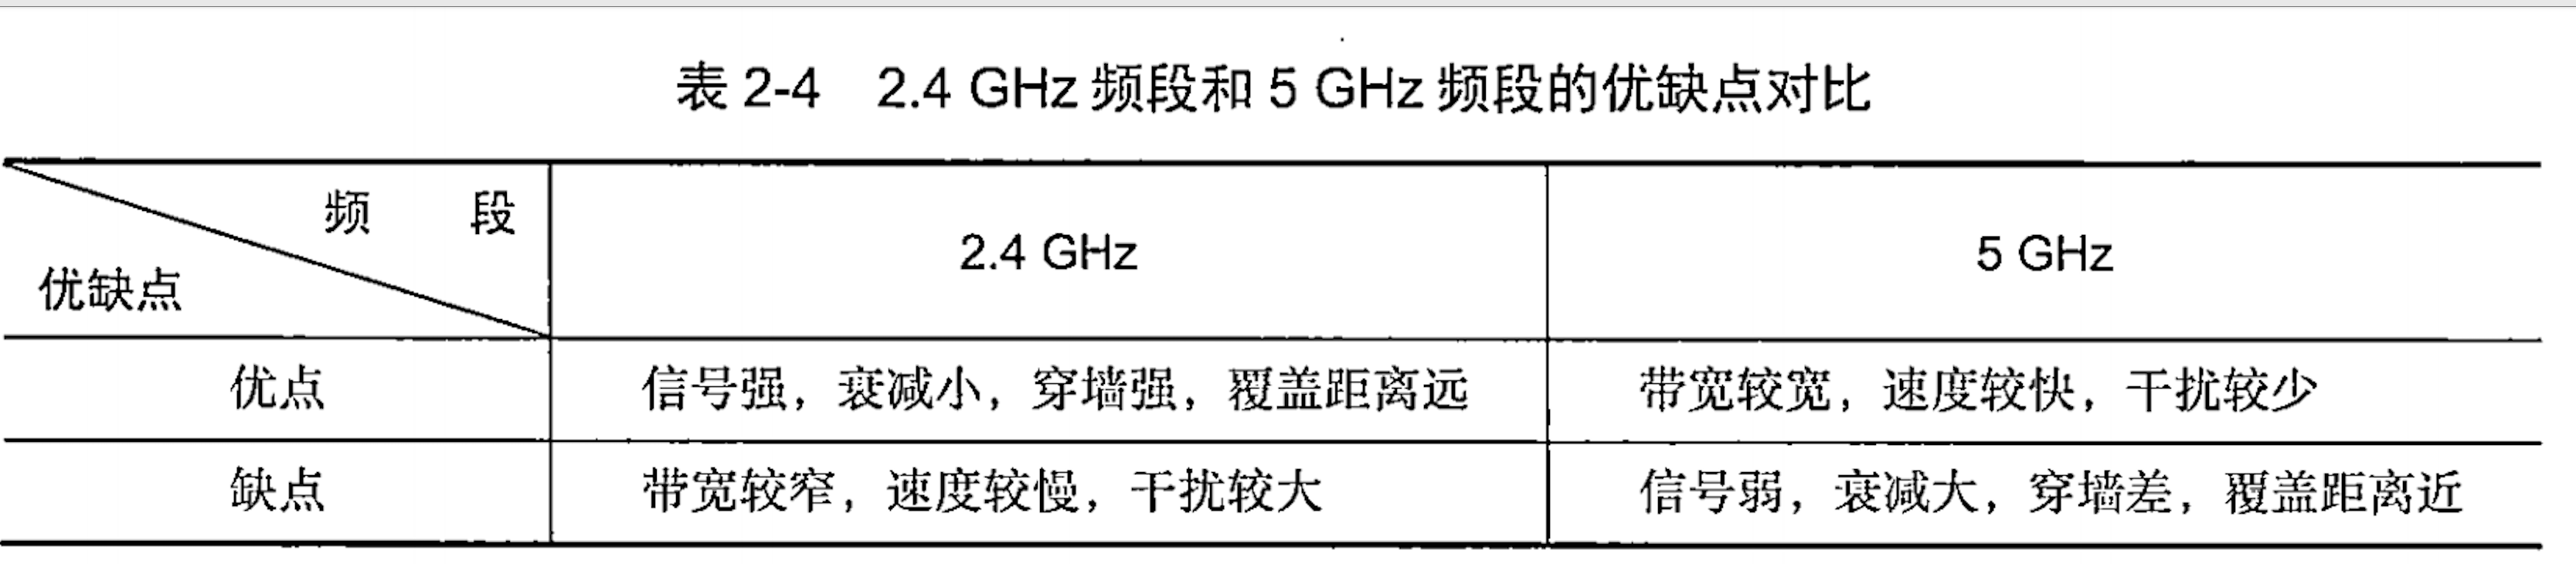 表 2-4 2.4 GHz 频段和 5 GHz 频段的优缺点对比
频 段
优缺点
2.4 GHz
5 GHz
优点 信号强，衰减小，穿墙强，覆盖距离远 带宽较宽，速度较快，干扰较少
缺点 带宽较窄，速度较慢，干扰较大 信号弱，衰减大，穿墙差，覆盖距离近